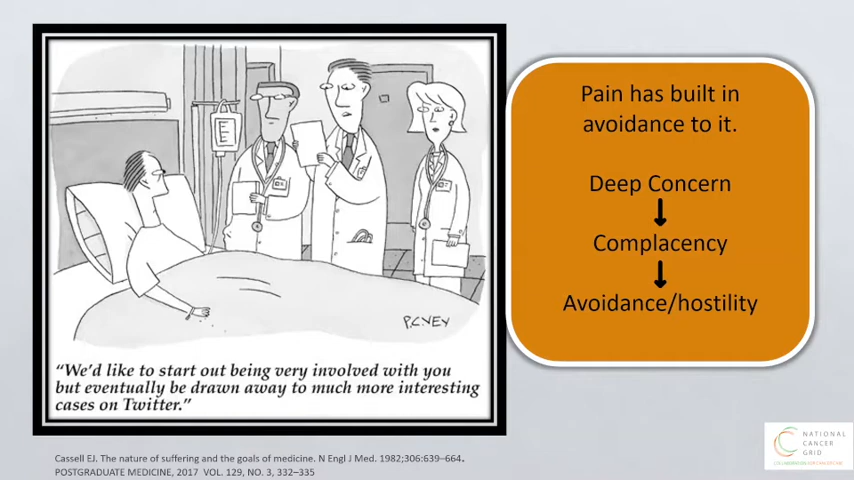 Pain has built in
avoidance to it.
Deep Concern
Complacency
Avoidance/hostility
P.C.VEY
“We’d like to start out being very involved with you
but eventually be drawn away to much more interesting
cases on Twitter.”
Cassell EJ. The nature of suffering and the goals of medicine. N Engl J Med. 1982;306:639–664.
POSTGRADUATE MEDICINE, 2017 VOL. 129, NO. 3, 332–335
NATIONAL
CANCER
GRID